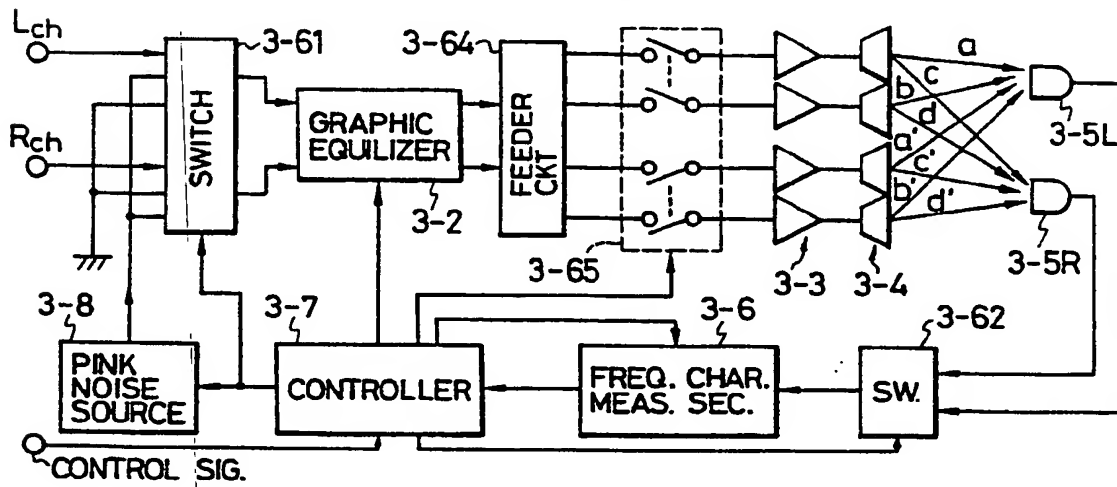 Lch
3-61
3-64
a
c
b
d
a'
c'
b'
d'
3-5L
Rch
SWITCH
GRAPHIC
EQUILIZER
FEEDER
CKT
3-2
3-65
3-3
3-4
3-5R
3-8
3-7
3-6
3-62
PINK
NOISE
SOURCE
CONTROLLER
FREQ. CHAR.
MEAS. SEC.
SW.
CONTROL SIG.